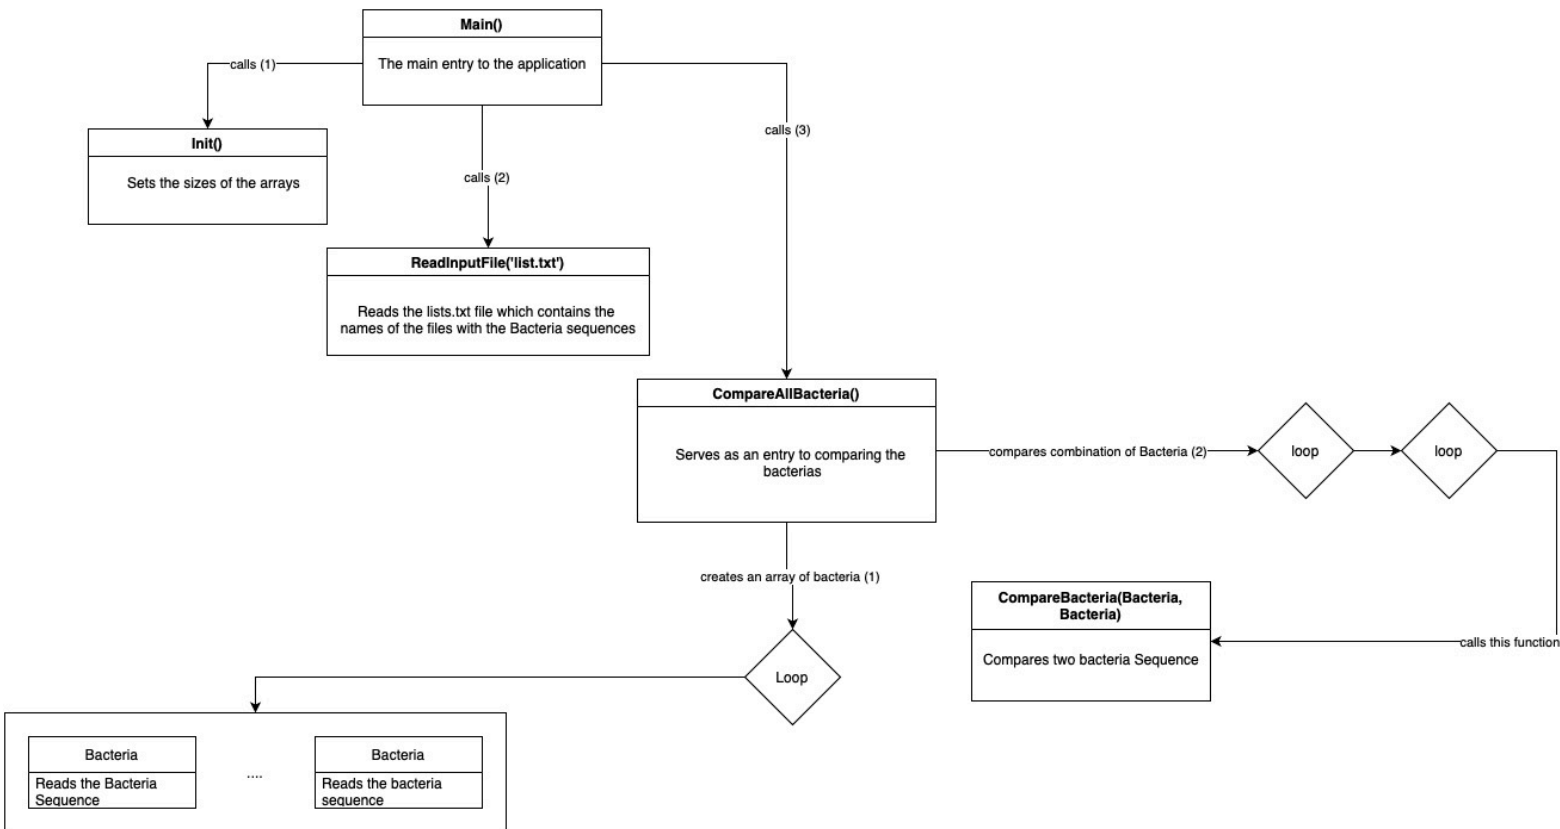 Main()
The main entry to the application
calls (1)
calls (3)
Init()
Sets the sizes of the arrays
calls (2)
ReadInputFile('list.txt')
Reads the lists.txt file which contains the
names of the files with the Bacteria sequences
CompareAllBacteria()
Serves as an entry to comparing the
bacterias
compares combination of Bacteria (2)
loop
loop
creates an array of bacteria (1)
CompareBacteria(Bacteria,
Bacteria)
Compares two bacteria Sequence
calls this function
Loop
Bacteria
Reads the Bacteria
Sequence
....
Bacteria
Reads the bacteria
sequence